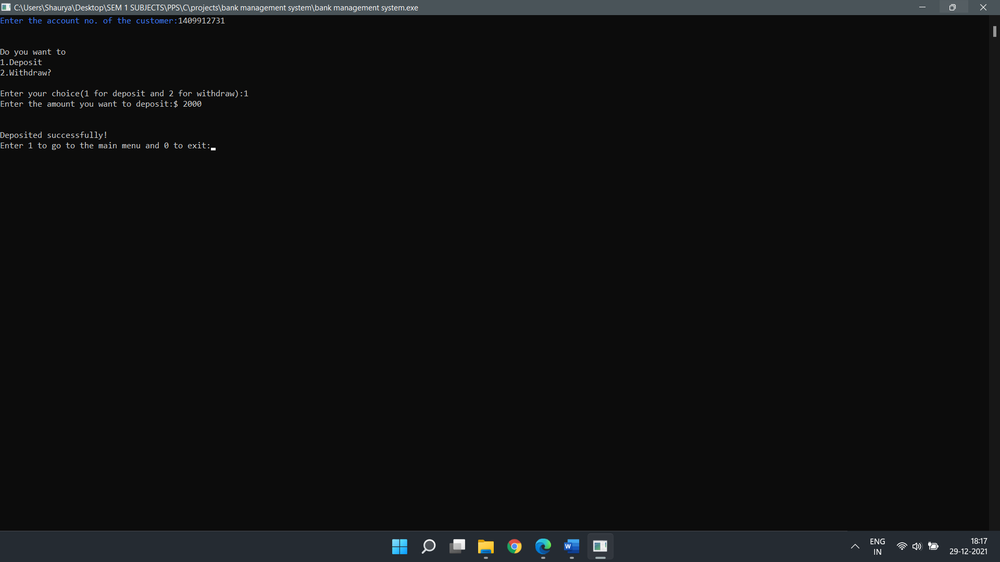 C:\Users\Shaurya\Desktop\SEM 1 SUBJECTS\PPS\C\projects\bank management system\bank management system.exe
Enter the account no. of the customer:1409912731
Do you want to
1.Deposit
2.Withdraw?
Enter your choice(1 for deposit and 2 for withdraw):1
Enter the amount you want to deposit:$ 2000
Deposited successfully!
Enter 1 to go to the main menu and 0 to exit:
W
ENG
IN
18:17
29-12-2021